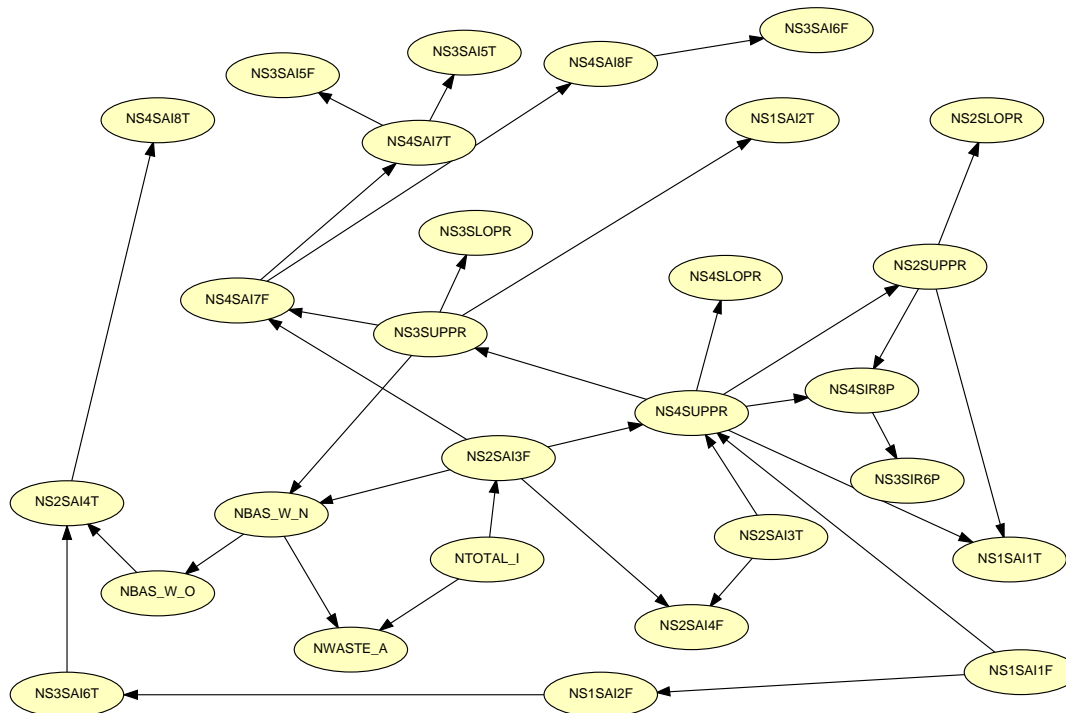 NS3SAI6F
NS3SAI5T
NS4SAI8F
NS3SAI5F
NS4SAI8T
NS1SAI2T
NS2SLOPR
NS4SAI7T
NS3SLOPR
NS2SUPPR
NS4SLOPR
NS4SAI7F
NS3SUPPR
NS4SIR8P
NS4SUPPR
NS2SAI3F
NS3SIR6P
NS2SAI4T
NBAS_W_N
NS2SAI3T
NTOTAL_I
NS1SAI1T
NBAS_W_O
NS2SAI4F
NWASTE_A
NS1SAI1F
NS3SAI6T
NS1SAI2F